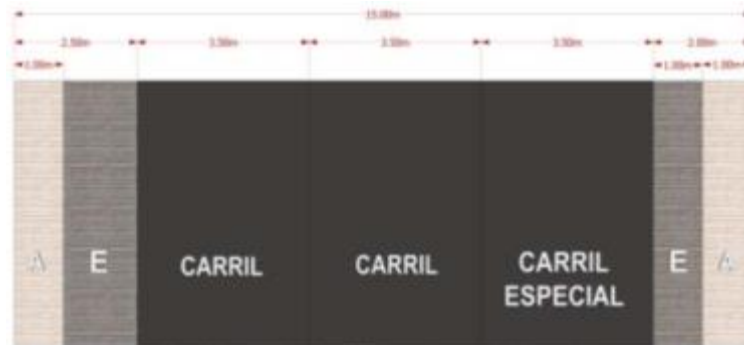 15.00m
2.50m 3.50m 3.50m 3.50m 2.00m
1.00m 1.00m 1.00m
A E CARRIL CARRIL CARRIL ESPECIAL E A